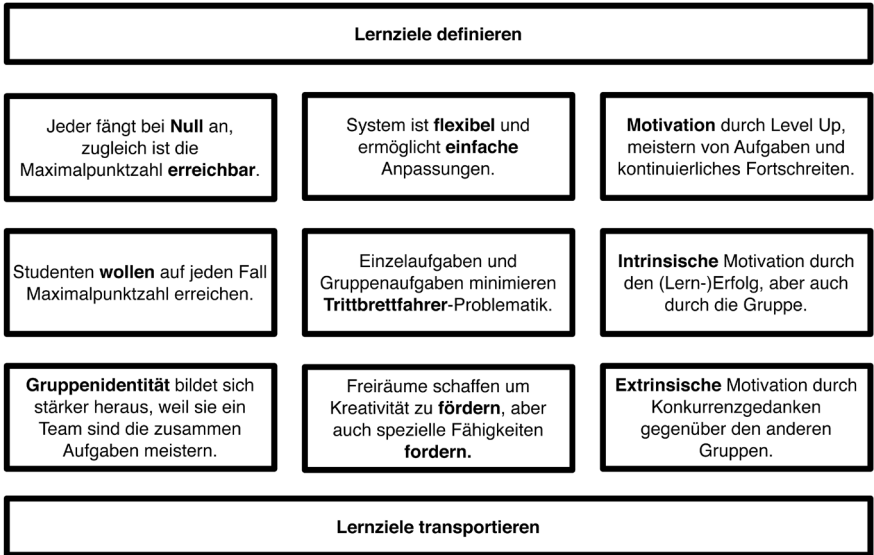 Lernziele definieren
Jeder fängt bei Null an,
zugleich ist die
Maximalpunktzahl erreichbar.
System ist flexibel und
ermöglicht einfache
Anpassungen.
Motivation durch Level Up,
meistern von Aufgaben und
kontinuierliches Fortschreiten.
Studenten wollen auf jeden Fall
Maximalpunktzahl erreichen.
Einzelaufgaben und
Gruppenaufgaben minimieren
Trittbrettfahrer-Problematik.
Intrinsische Motivation durch
den (Lern-)Erfolg, aber auch
durch die Gruppe.
Gruppenidentität bildet sich
stärker heraus, weil sie ein
Team sind die zusammen
Aufgaben meistern.
Freiräume schaffen um
Kreativität zu fördern, aber
auch spezielle Fähigkeiten
fordern.
Extrinsische Motivation durch
Konkurrenzgedanken
gegenüber den anderen
Gruppen.
Lernziele transportieren